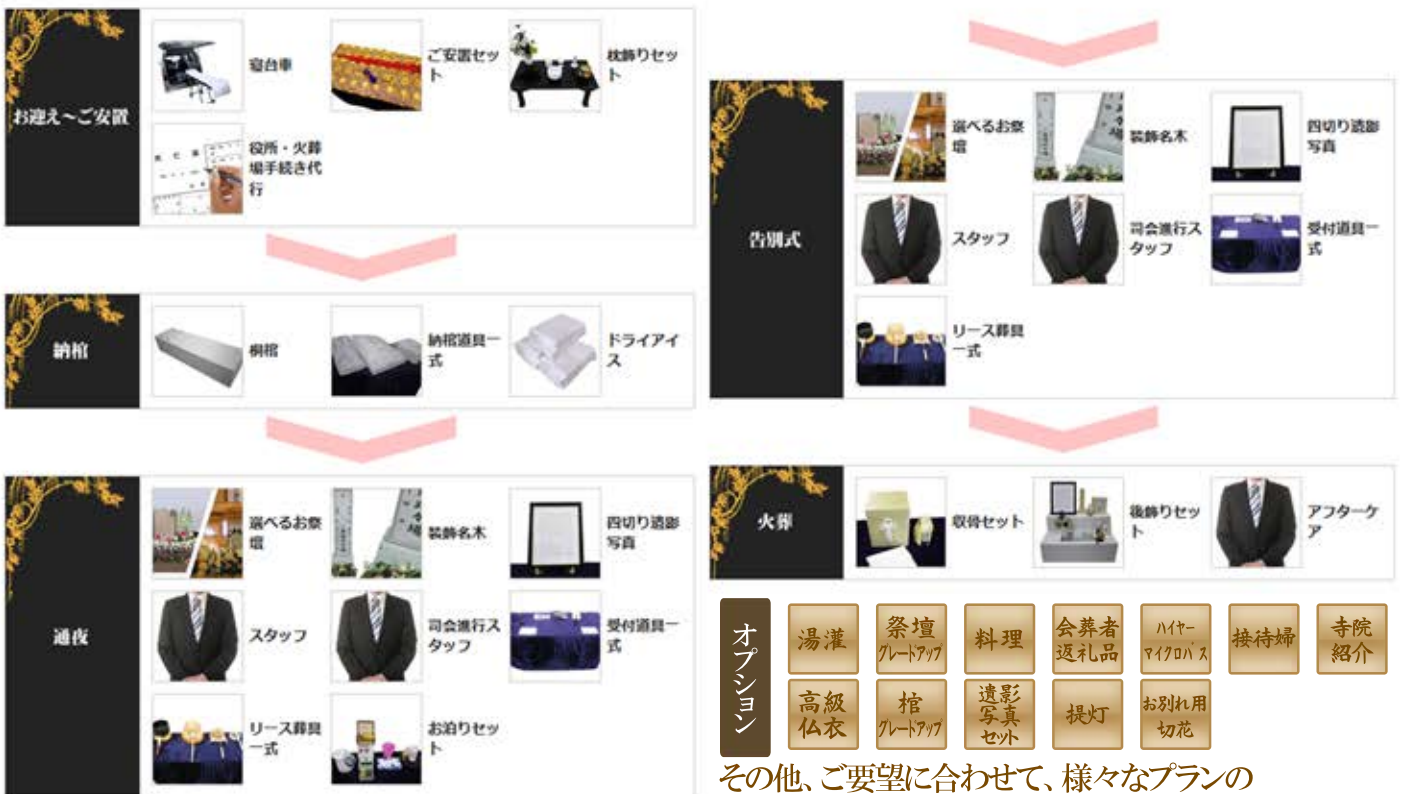 お迎え～ご安置
寝台車
ご安置セッ
ト
枕飾りセッ
ト
役所・火葬
場手続き代
行
納棺
桐棺
納棺道具一
式
ドライアイ
ス
通夜
選べるお祭
壇
装飾名木
四切り遺影
写真
スタッフ
司会進行ス
タッフ
受付道具一
式
リース葬具
一式
お泊りセッ
ト
告別式
選べるお祭
壇
装飾名木
四切り遺影
写真
スタッフ
司会進行ス
タッフ
受付道具一
式
リース葬具
一式
火葬
収骨セット
後飾りセッ
ト
アフターケ
ア
オプション
湯灌
祭壇
グレードアップ
料理
会葬者
返礼品
ハイヤー
マイクロバス
接待婦
寺院
紹介
高級
仏衣
棺
グレードアップ
遺影
写真
セット
提灯
お別れ用
切花
その他、ご要望に合わせて、様々なプランの